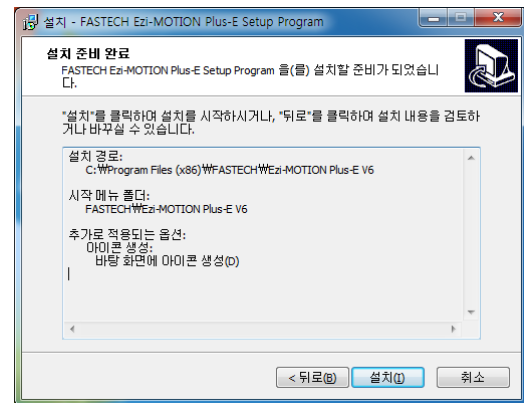 설치 - FASTECH Ezi-MOTION Plus-E Setup Program
설치 준비 완료
FASTECH Ezi-MOTION Plus-E Setup Program 을(를) 설치할 준비가 되었습니
다.
"설치"를 클릭하여 설치를 시작하시거나, "뒤로"를 클릭하여 설치 내용을 검토하
거나 바꾸실 수 있습니다.
설치 경로:
C:₩Program Files (x86)₩FASTECH₩Ezi-MOTION Plus-E V6
시작 메뉴 폴더:
FASTECH₩Ezi-MOTION Plus-E V6
추가로 적용되는 옵션:
아이콘 생성:
바탕 화면에 아이콘 생성(D)
< 뒤로(B) 설치(I) 취소